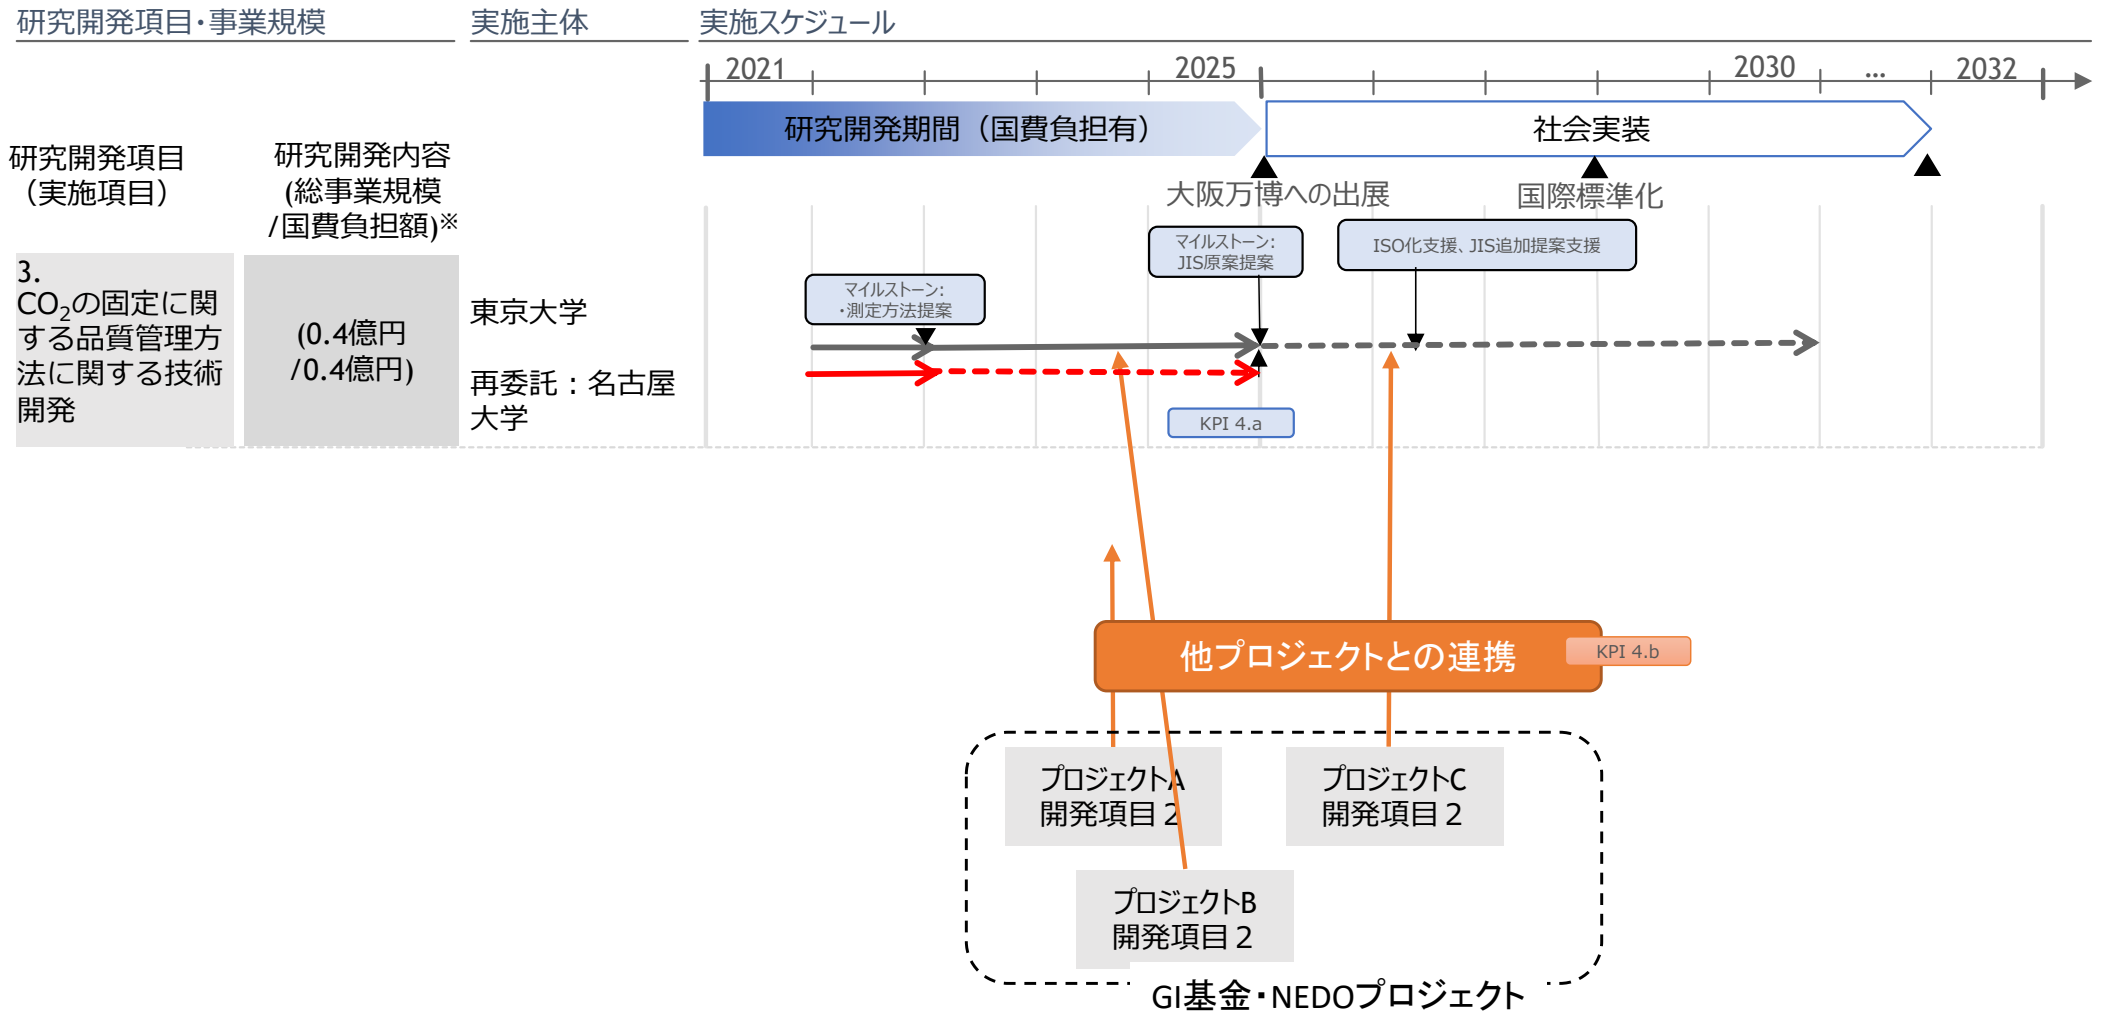 研究開発項目・事業規模
実施主体
実施スケジュール
2021
2025
2030
...
2032
研究開発期間（国費負担有）
社会実装
研究開発項目
（実施項目）
研究開発内容
(総事業規模
/国費負担額)※
大阪万博への出展
国際標準化
マイルストーン:
JIS原案提案
ISO化支援、JIS追加提案支援
マイルストーン:
・測定方法提案
3.
CO₂の固定に関
する品質管理方
法に関する技術
開発
(0.4億円
/0.4億円)
東京大学
再委託：名古屋
大学
KPI 4.a
他プロジェクトとの連携
KPI 4.b
プロジェクトA
開発項目２
プロジェクトC
開発項目２
プロジェクトB
開発項目２
GI基金・NEDOプロジェクト